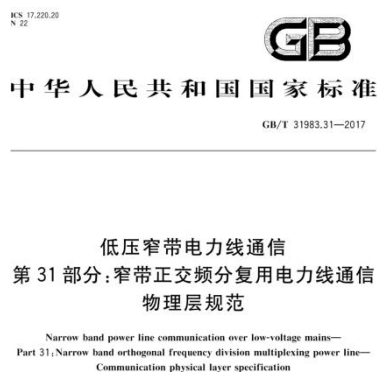 ICS 17.220.20
N 22
GB
中华人民共和国国家标准
GB/T 31983.31—2017
低压窄带电力线通信
第31部分:窄带正交频分复用电力线通信
物理层规范
Narrow band power line communication over low-voltage mains—
Part 31:Narrow band orthogonal frequency division multiplexing power line—
Communication physical layer specification